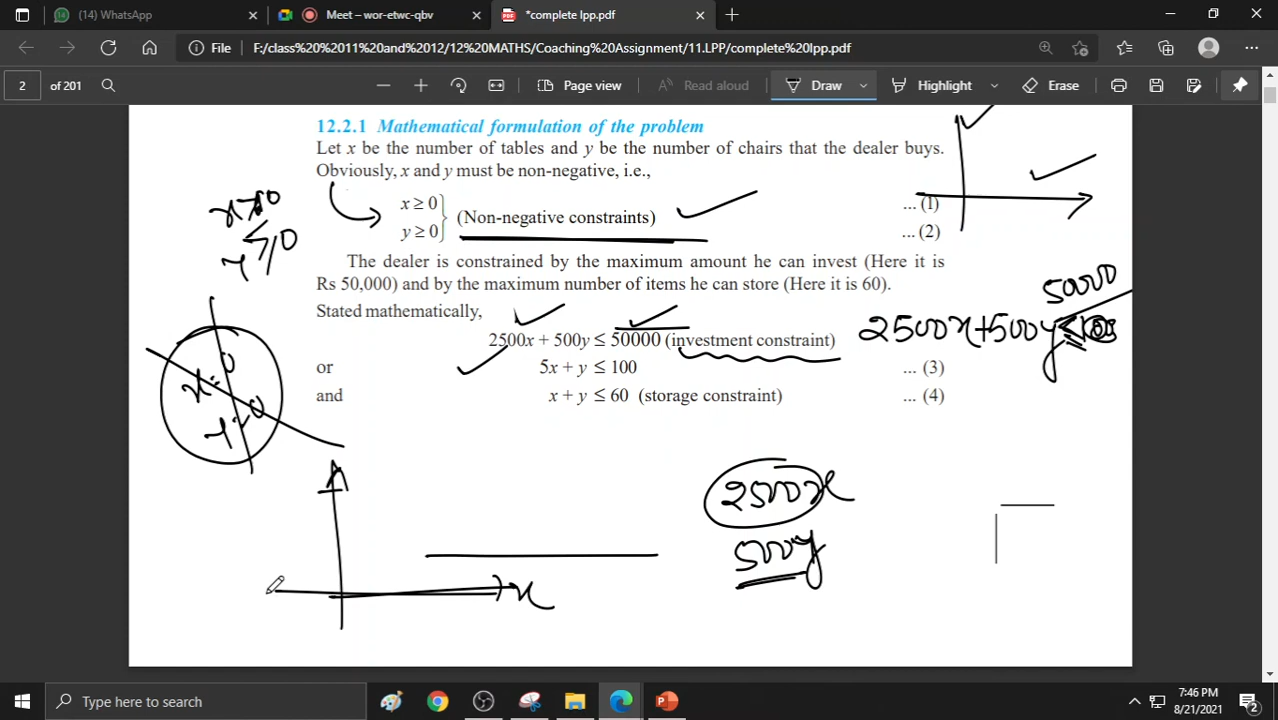 (14) WhatsApp
Meet – wor-etwc-qbv
*complete lpp.pdf
File F:/class%20%2011%20and%2012/12%20MATHS/Coaching%20Assignment/11.LPP/complete%20lpp.pdf
2 of 201
Page view
Read aloud
Draw
Highlight
Erase
12.2.1 Mathematical formulation of the problem
Let x be the number of tables and y be the number of chairs that the dealer buys.
Obviously, x and y must be non-negative, i.e.,
x ≥ 0
... (1)
(Non-negative constraints)
y ≥ 0
... (2)
The dealer is constrained by the maximum amount he can invest (Here it is
Rs 50,000) and by the maximum number of items he can store (Here it is 60).
Stated mathematically,
2500x + 500y ≤ 50000 (investment constraint)
or 5x + y ≤ 100 ... (3)
and x + y ≤ 60 (storage constraint) ... (4)
50000
2500x+500y≤
x=0
y=0
2500x
500y
x
7:46 PM
8/21/2021
2